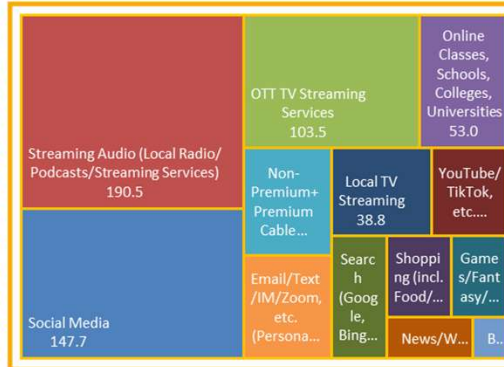 Streaming Audio (Local Radio/
Podcasts/Streaming Services)
190.5
Social Media
147.7
OTT TV Streaming
Services
103.5
Online
Classes,
Schools,
Colleges,
Universities
53.0
Non-
Premium+
Premium
Cable...
Local TV
Streaming
38.8
YouTube/
TikTok,
etc....
Email/Text
/IM/Zoom,
etc.
(Persona...
Searc
h
(Goog
le,
Bing...
Shoppi
ng (incl.
Food/...
Game
s/Fant
asy/...
News/W...
B...